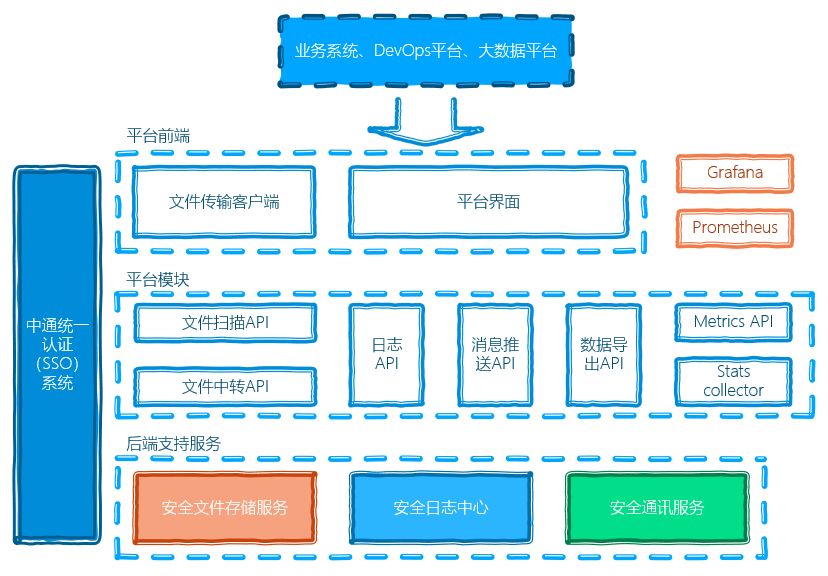 业务系统、DevOps平台、大数据平台
平台前端
文件传输客户端
平台界面
Grafana
Prometheus
中通统一
认证
(SSO)
系统
平台模块
文件扫描API
文件中转API
日志
API
消息推
送API
数据导
出API
Metrics API
Stats
collector
后端支持服务
安全文件存储服务
安全日志中心
安全通讯服务